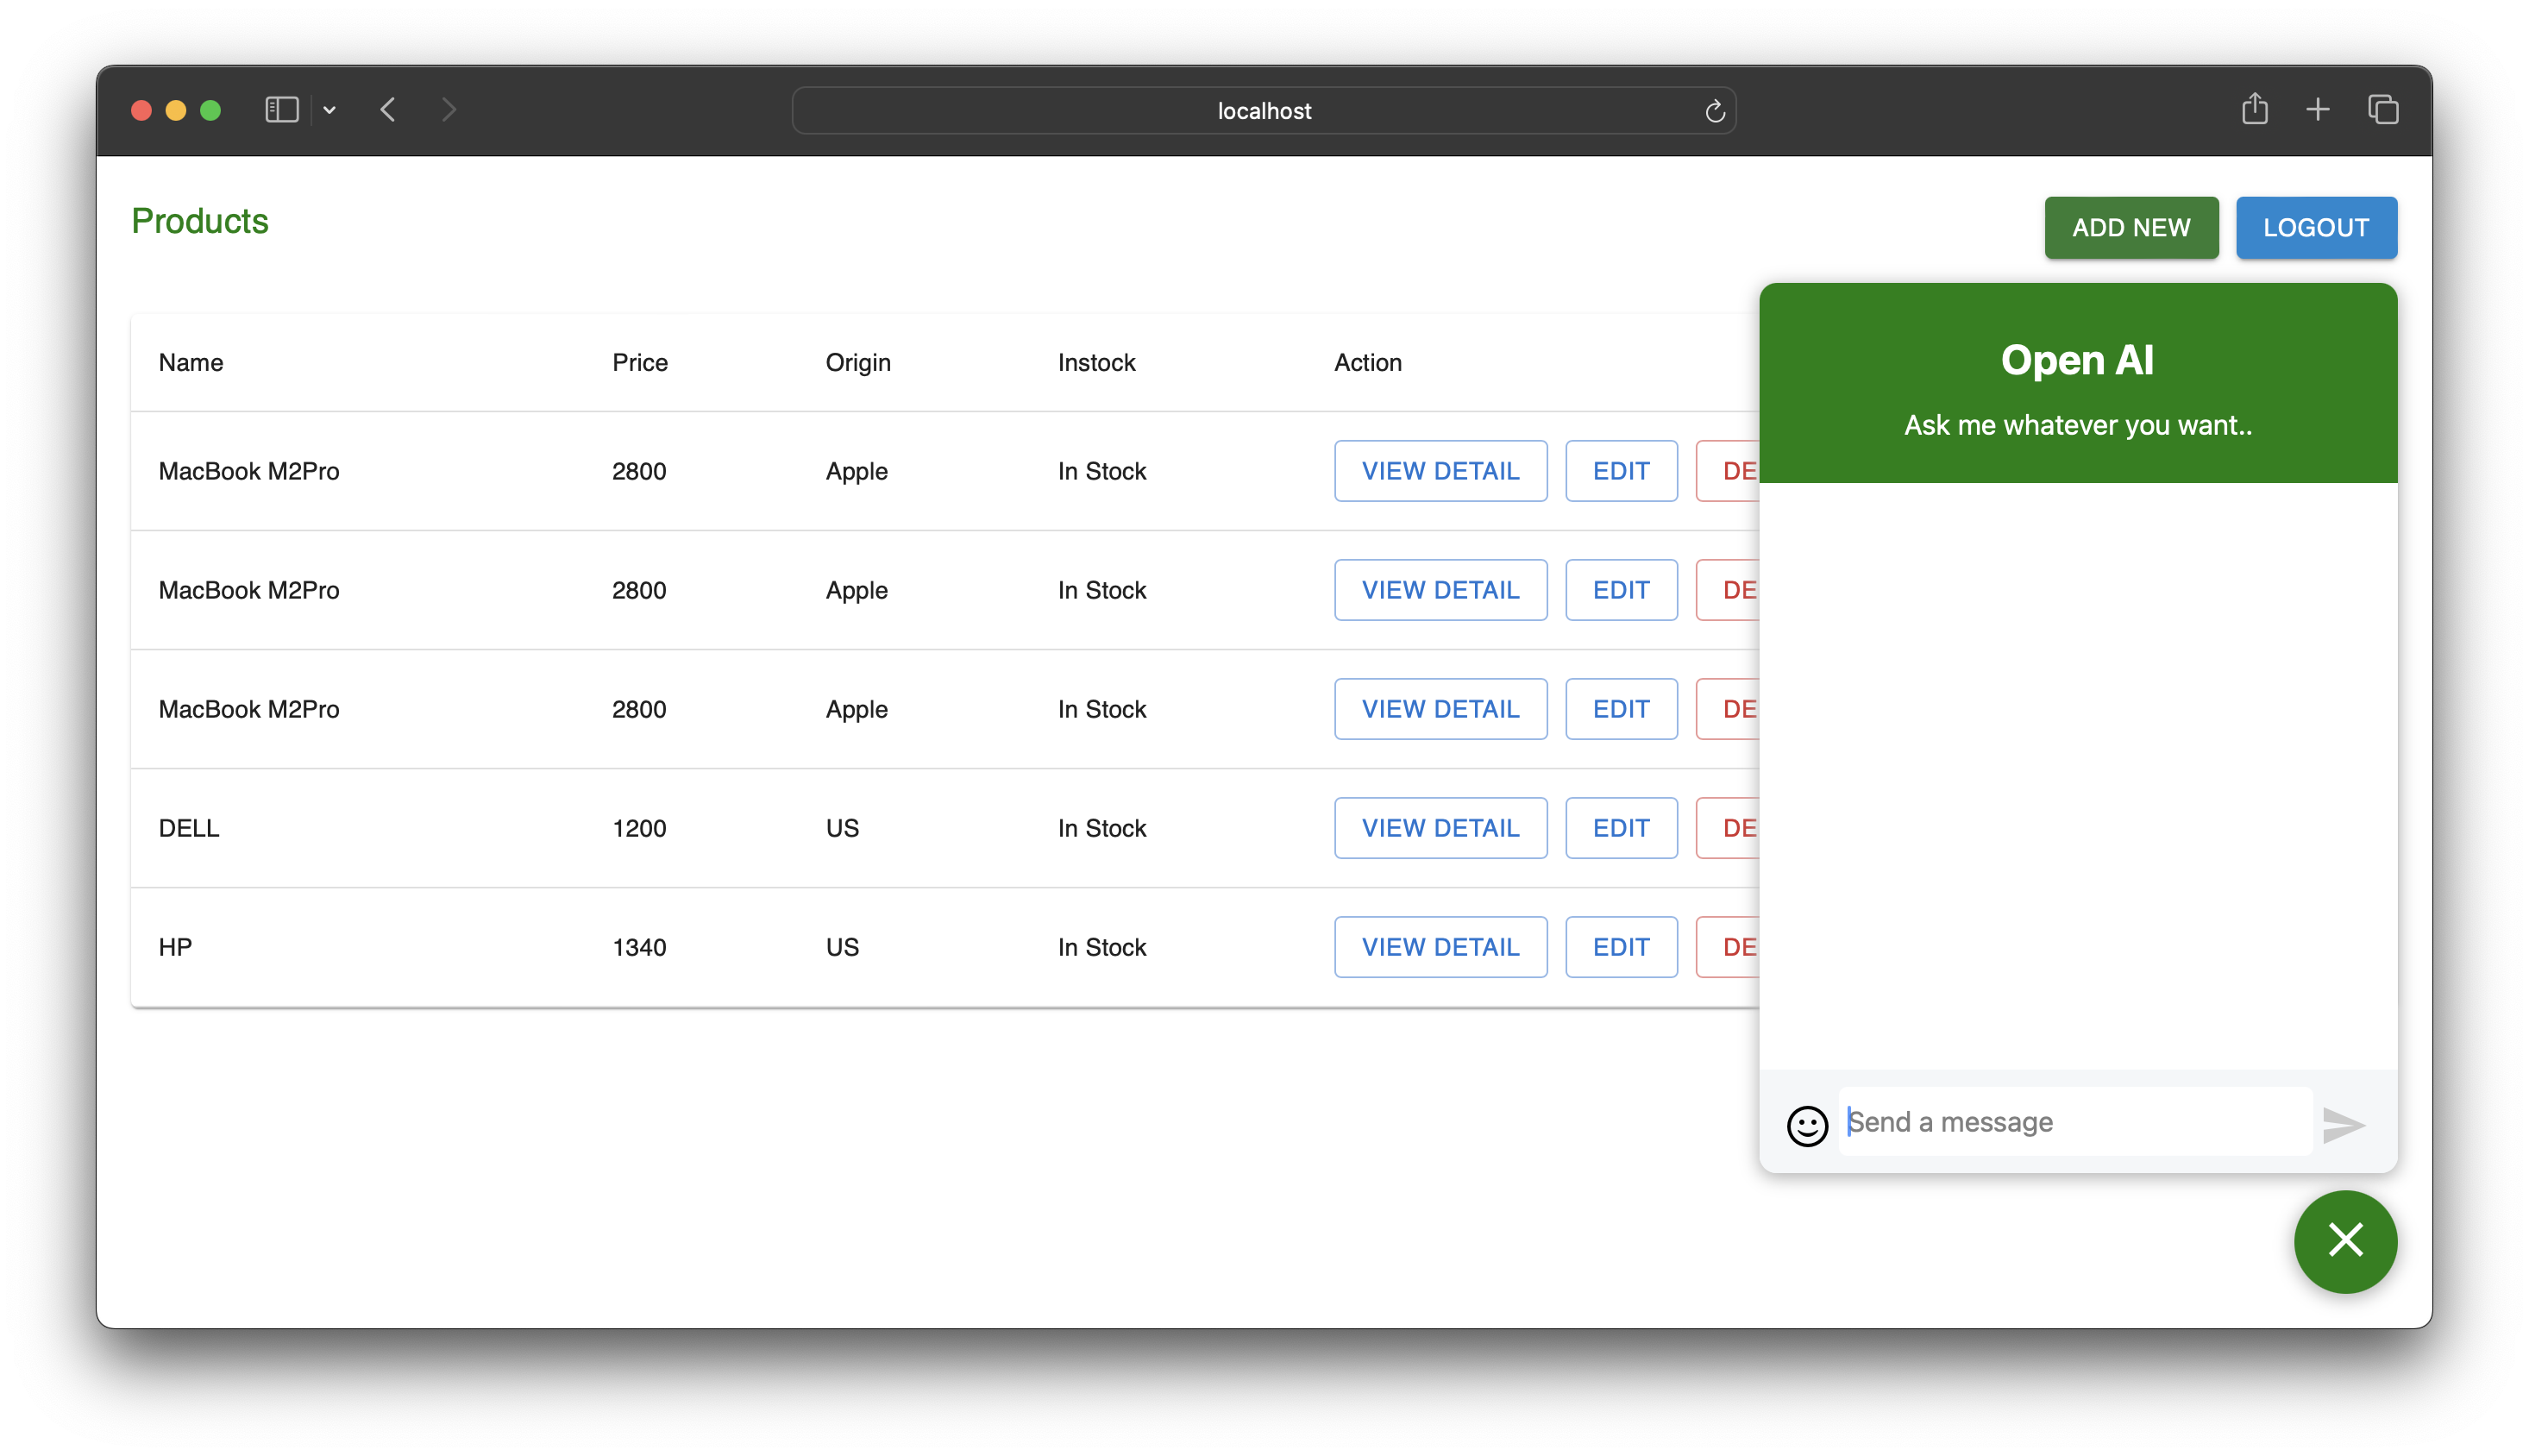 localhost
Products
ADD NEW
LOGOUT
Name Price Origin Instock Action
MacBook M2Pro 2800 Apple In Stock VIEW DETAIL EDIT DE
MacBook M2Pro 2800 Apple In Stock VIEW DETAIL EDIT DE
MacBook M2Pro 2800 Apple In Stock VIEW DETAIL EDIT DE
DELL 1200 US In Stock VIEW DETAIL EDIT DE
HP 1340 US In Stock VIEW DETAIL EDIT DE
Open AI
Ask me whatever you want..
Send a message